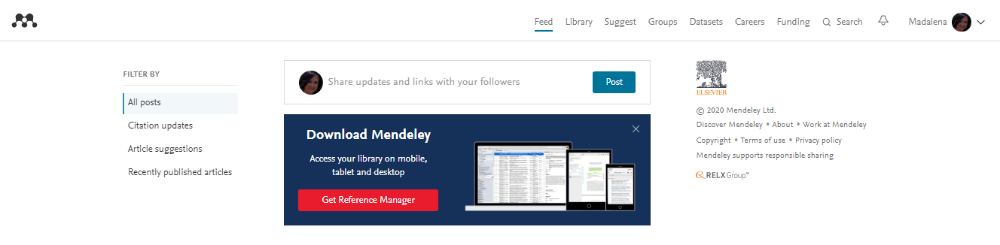 Feed Library Suggest Groups Datasets Careers Funding Search Madalena
FILTER BY
All posts
Citation updates
Article suggestions
Recently published articles
Share updates and links with your followers
Post
Download Mendeley
Access your library on mobile,
tablet and desktop
Get Reference Manager
ELSEVIER
© 2020 Mendeley Ltd.
Discover Mendeley • About • Work at Mendeley
Copyright • Terms of use • Privacy policy
Mendeley supports responsible sharing
RELX Group™